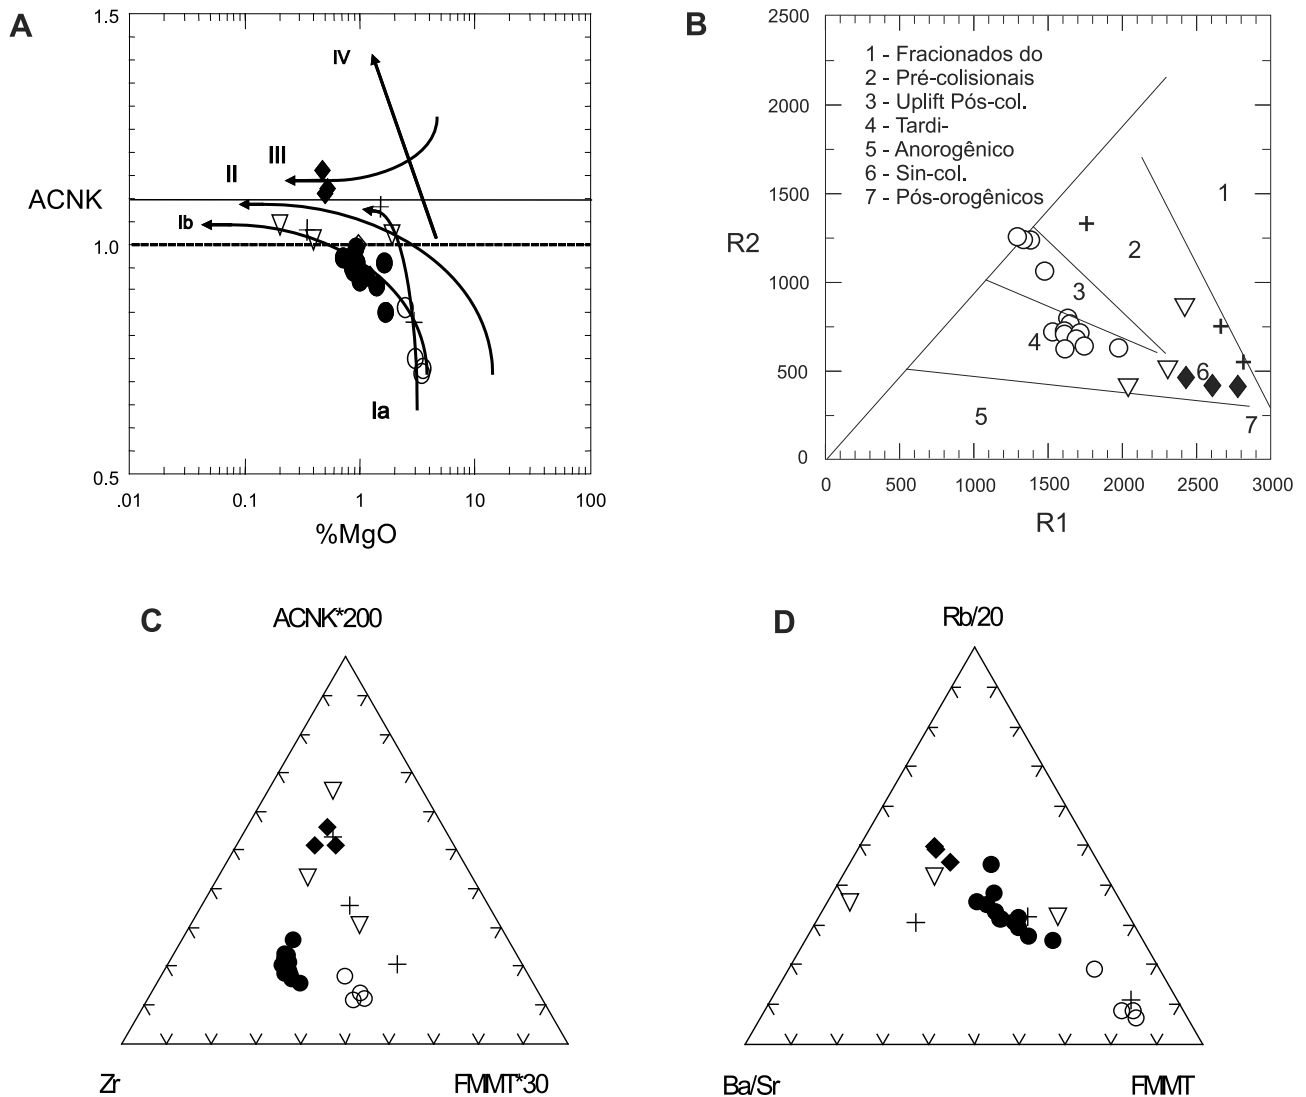 A
1.5
ACNK
1.0
0.5
IV
III
II
Ib
Ia
.01
0.1
1
10
100
%MgO
B
2500
2000
1500
R2
1000
500
0
1 - Fracionados do
2 - Pré-colisionais
3 - Uplift Pós-col.
4 - Tardi-
5 - Anorogênico
6 - Sin-col.
7 - Pós-orogênicos
1
2
3
4
5
6
7
0
500
1000
1500
2000
2500
3000
R1
C
ACNK*200
Zr
FMMT*30
D
Rb/20
Ba/Sr
FMMT